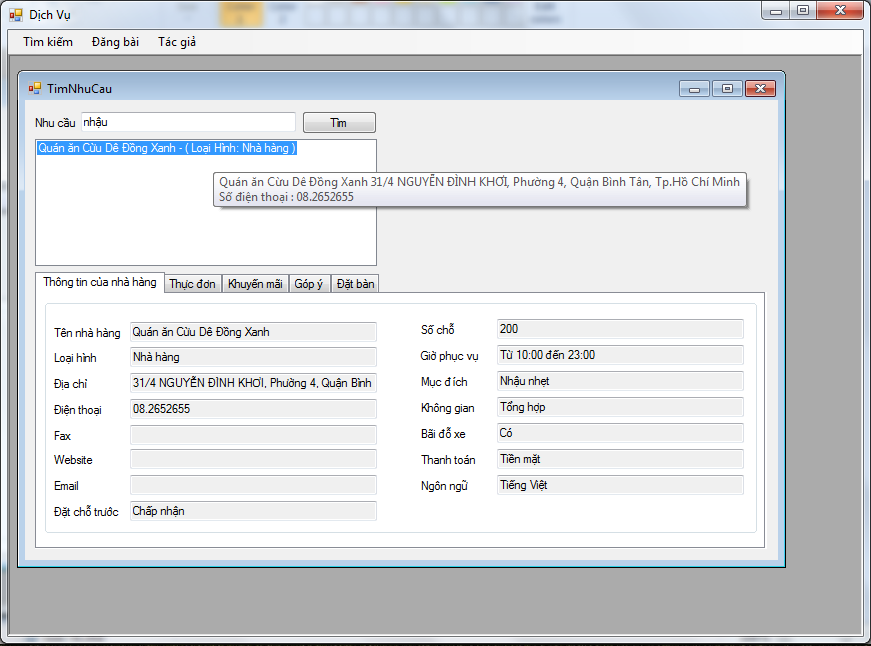 Dịch Vụ
Tìm kiếm Đăng bài Tác giả
TimNhuCau
Nhu cầu nhậu Tìm
Quán ăn Cừu Dê Đồng Xanh - ( Loại Hình: Nhà hàng )
Quán ăn Cừu Dê Đồng Xanh 31/4 NGUYỄN ĐÌNH KHƠI, Phường 4, Quận Bình Tân, Tp.Hồ Chí Minh
Số điện thoại : 08.2652655
Thông tin của nhà hàng Thực đơn Khuyến mãi Góp ý Đặt bàn
Tên nhà hàng Quán ăn Cừu Dê Đồng Xanh
Loại hình Nhà hàng
Địa chỉ 31/4 NGUYỄN ĐÌNH KHƠI, Phường 4, Quận Bình
Điện thoại 08.2652655
Fax
Website
Email
Đặt chỗ trước Chấp nhận
Số chỗ 200
Giờ phục vụ Từ 10:00 đến 23:00
Mục đích Nhậu nhẹt
Không gian Tổng hợp
Bãi đỗ xe Có
Thanh toán Tiền mặt
Ngôn ngữ Tiếng Việt